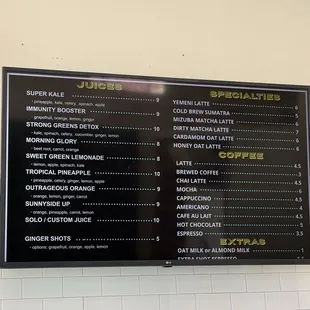 JUICES
SUPER KALE 9
- pineapple, kale, celery, spinach, apple
IMMUNITY BOOSTER 9
grapefruit, orange, lemon, ginger
STRONG GREENS DETOX 10
- kale, spinach, celery, cucumber, ginger, lemon
MORNING GLORY 8
- beet root, carrot, orange
SWEET GREEN LEMONADE 8
- lemon, apple, spinach, kale
TROPICAL PINEAPPLE 10
- pineapple, celery, ginger, lemon, apple
OUTRAGEOUS ORANGE 9
- orange, lemon, ginger, carrot
SUNNYSIDE UP 9
- orange, pineapple, carrot, lemon
SOLO / CUSTOM JUICE 10
GINGER SHOTS 5
- options: grapefruit, orange, apple, lemon
SPECIALTIES
YEMENI LATTE 6
COLD BREW SUMATRA 5
MIZUBA MATCHA LATTE 6
DIRTY MATCHA LATTE 7
CARDAMOM OAT LATTE 6
HONEY OAT LATTE 6
COFFEE
LATTE 4.5
BREWED COFFEE 3
CHAI LATTE 4.5
MOCHA 5
CAPPUCCINO 4.5
AMERICANO 4
CAFE AU LAIT 4.5
HOT CHOCOLATE 5
ESPRESSO 3.5
EXTRAS
OAT MILK or ALMOND MILK 1
EXTRA SHOT ESPRESSO
LG